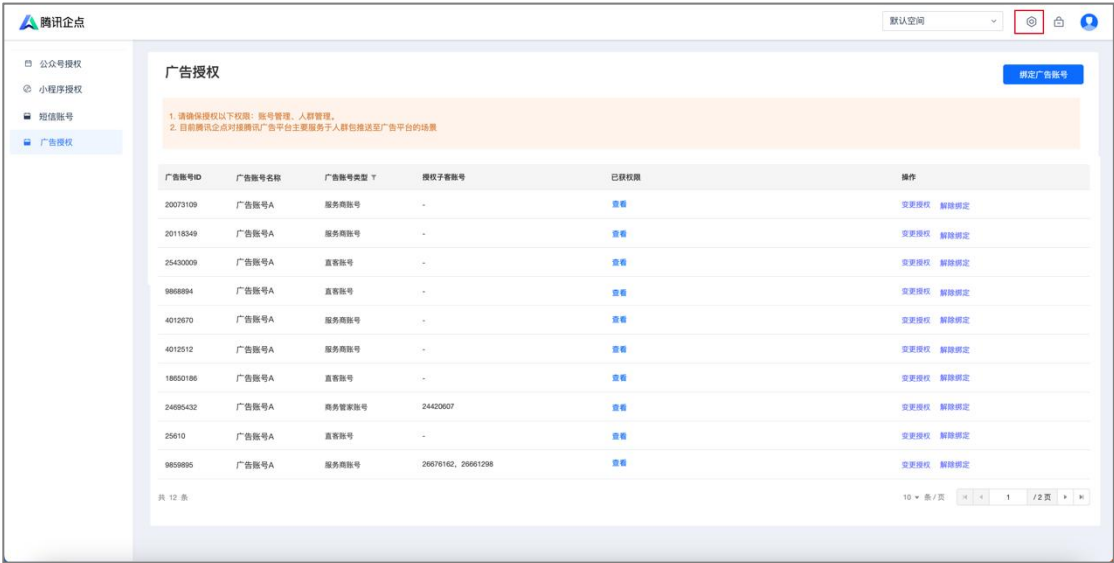 腾讯企点 默认空间
公众号授权
小程序授权
短信账号
广告授权
广告授权 绑定广告账号
1. 请确保授权以下权限：账号管理、人群管理。
2. 目前腾讯企点对接腾讯广告平台主要服务于人群包推送至广告平台的场景
广告账号ID 广告账号名称 广告账号类型 授权子客账号 已获权限 操作
20073109 广告账号A 服务商账号 - 查看 变更授权 解除绑定
20118349 广告账号A 服务商账号 - 查看 变更授权 解除绑定
25430009 广告账号A 直客账号 - 查看 变更授权 解除绑定
9868894 广告账号A 直客账号 - 查看 变更授权 解除绑定
4012670 广告账号A 服务商账号 - 查看 变更授权 解除绑定
4012512 广告账号A 服务商账号 - 查看 变更授权 解除绑定
18650186 广告账号A 直客账号 - 查看 变更授权 解除绑定
24695432 广告账号A 商务管家账号 24420607 查看 变更授权 解除绑定
25610 广告账号A 直客账号 - 查看 变更授权 解除绑定
9859895 广告账号A 服务商账号 26676162，26661298 查看 变更授权 解除绑定
共 12 条 10 条 / 页 1 / 2 页